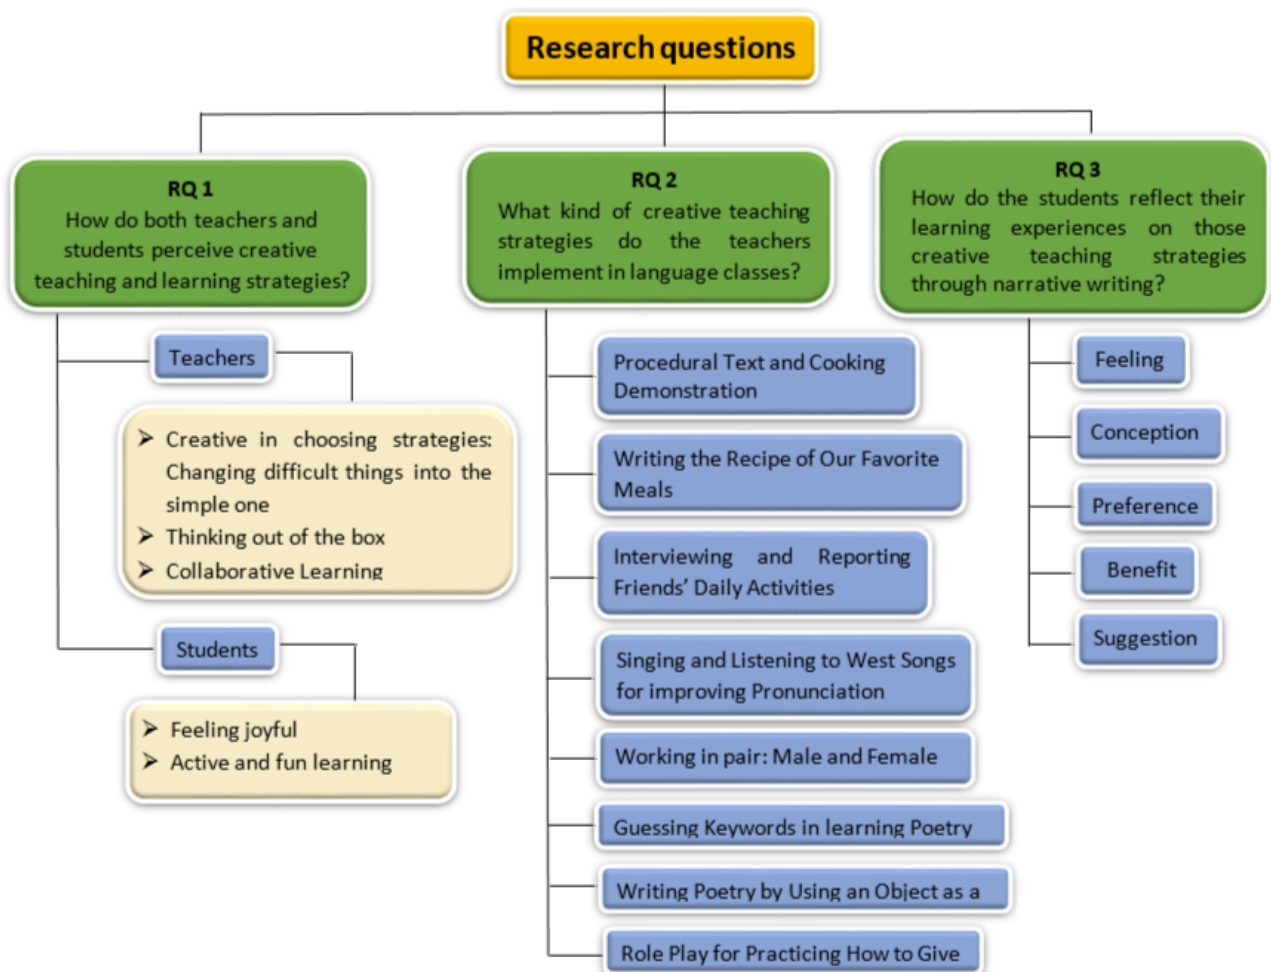 Research questions
RQ 1
How do both teachers and
students perceive creative
teaching and learning strategies?
Teachers
➤ Creative in choosing strategies:
Changing difficult things into the
simple one
➤ Thinking out of the box
➤ Collaborative Learning
Students
➤ Feeling joyful
➤ Active and fun learning
RQ 2
What kind of creative teaching
strategies do the teachers
implement in language classes?
Procedural Text and Cooking
Demonstration
Writing the Recipe of Our Favorite
Meals
Interviewing and Reporting
Friends’ Daily Activities
Singing and Listening to West Songs
for improving Pronunciation
Working in pair: Male and Female
Guessing Keywords in learning Poetry
Writing Poetry by Using an Object as a
Role Play for Practicing How to Give
RQ 3
How do the students reflect their
learning experiences on those
creative teaching strategies
through narrative writing?
Feeling
Conception
Preference
Benefit
Suggestion